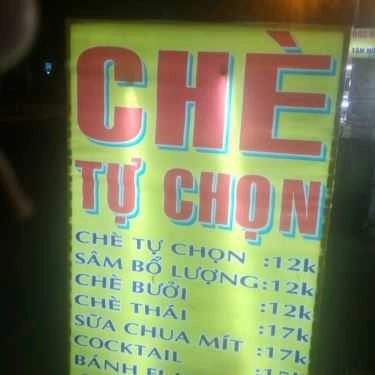 CHÈ
TỰ CHỌN
CHÈ TỰ CHỌN :12k
SÂM BỔ LƯỢNG :12k
CHÈ BƯỞI :12k
CHÈ THÁI :17k
SỮA CHUA MÍT :17k
COCKTAIL
BÁNH